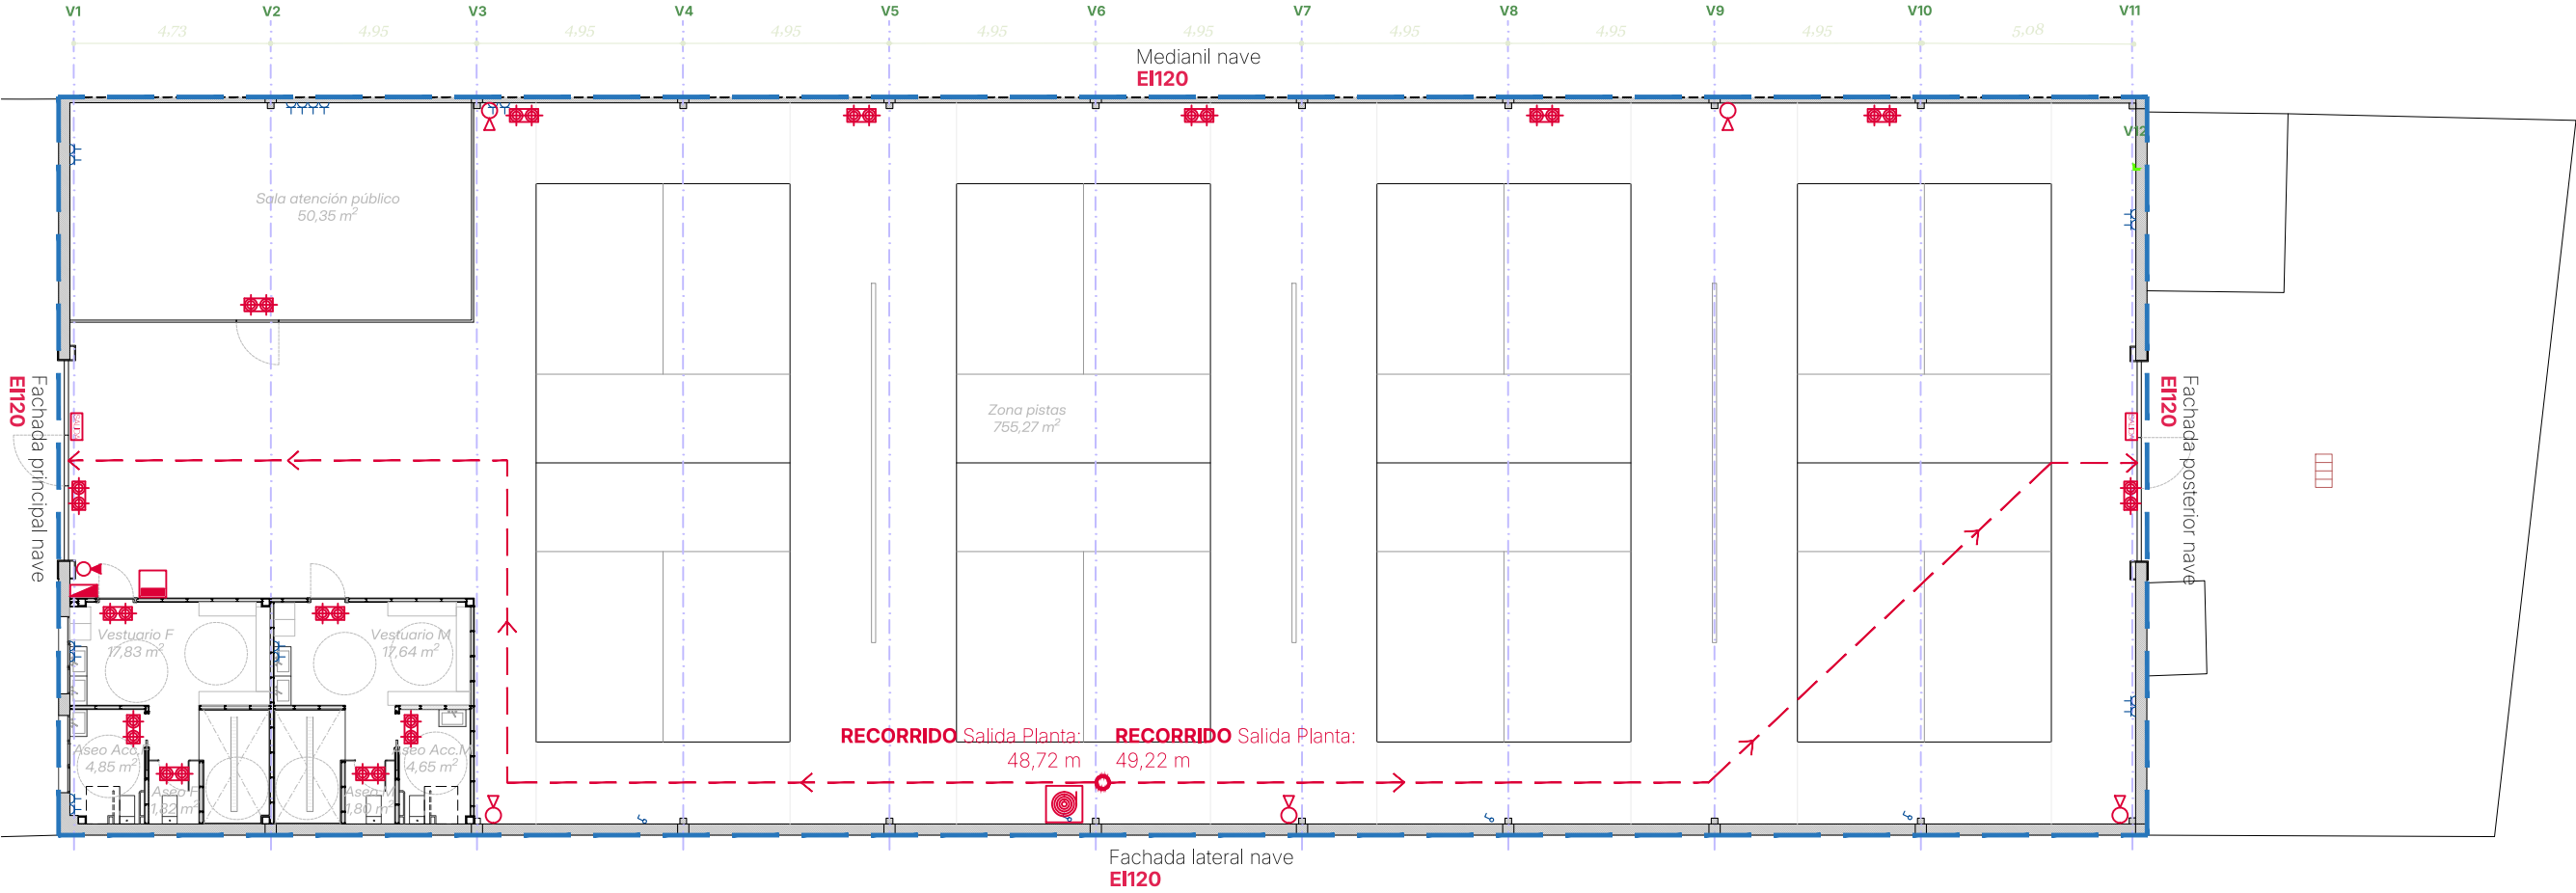 V1 V2 V3 V4 V5 V6 V7 V8 V9 V10 V11
4,73 4,95 4,95 4,95 4,95 4,95 4,95 4,95 4,95 5,08
Medianil nave
EI120
V12
Sala atención público
50,35 m²
Fachada principal nave
EI120
Zona pistas
755,27 m²
Fachada posterior nave
EI120
Vestuario F
17,83 m²
Vestuario M
17,64 m²
RECORRIDO Salida Planta:
48,72 m
RECORRIDO Salida Planta:
49,22 m
Aseo Acc.
4,85 m²
Aseo Acc.M
4,65 m²
Aseo F
1,82 m²
Aseo M
1,80 m²
Fachada lateral nave
EI120